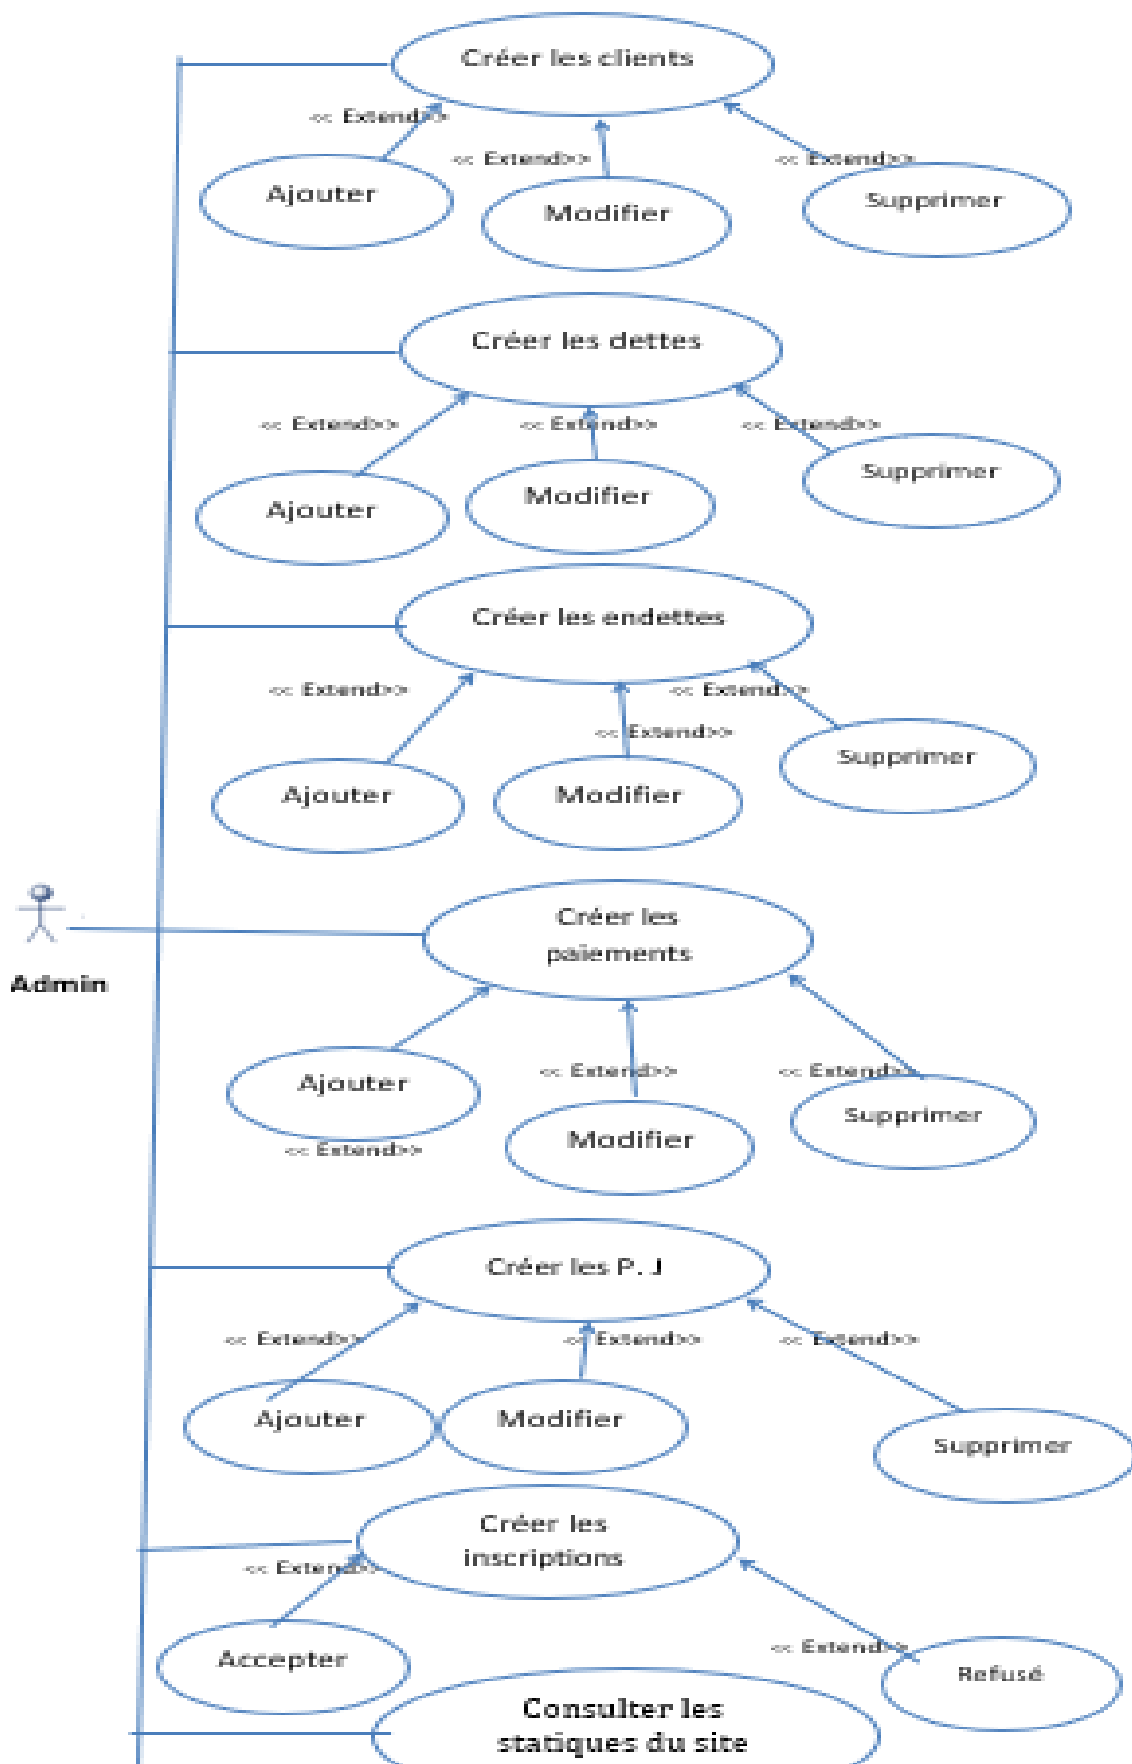 Créer les clients
<< Extend>>
<< Extend>>
<< Extend>>
Ajouter
Modifier
Supprimer
Créer les dettes
<< Extend>>
<< Extend>>
<< Extend>>
Ajouter
Modifier
Supprimer
Créer les endettes
<< Extend>>
<< Extend>>
<< Extend>>
Ajouter
Modifier
Supprimer
Admin
Créer les
paiements
Ajouter
<< Extend>>
<< Extend>>
<< Extend>>
Modifier
Supprimer
Créer les P. J
<< Extend>>
<< Extend>>
<< Extend>>
Ajouter
Modifier
Supprimer
Créer les
inscriptions
<< Extend>>
<< Extend>>
Accepter
Refusé
Consulter les
statiques du site